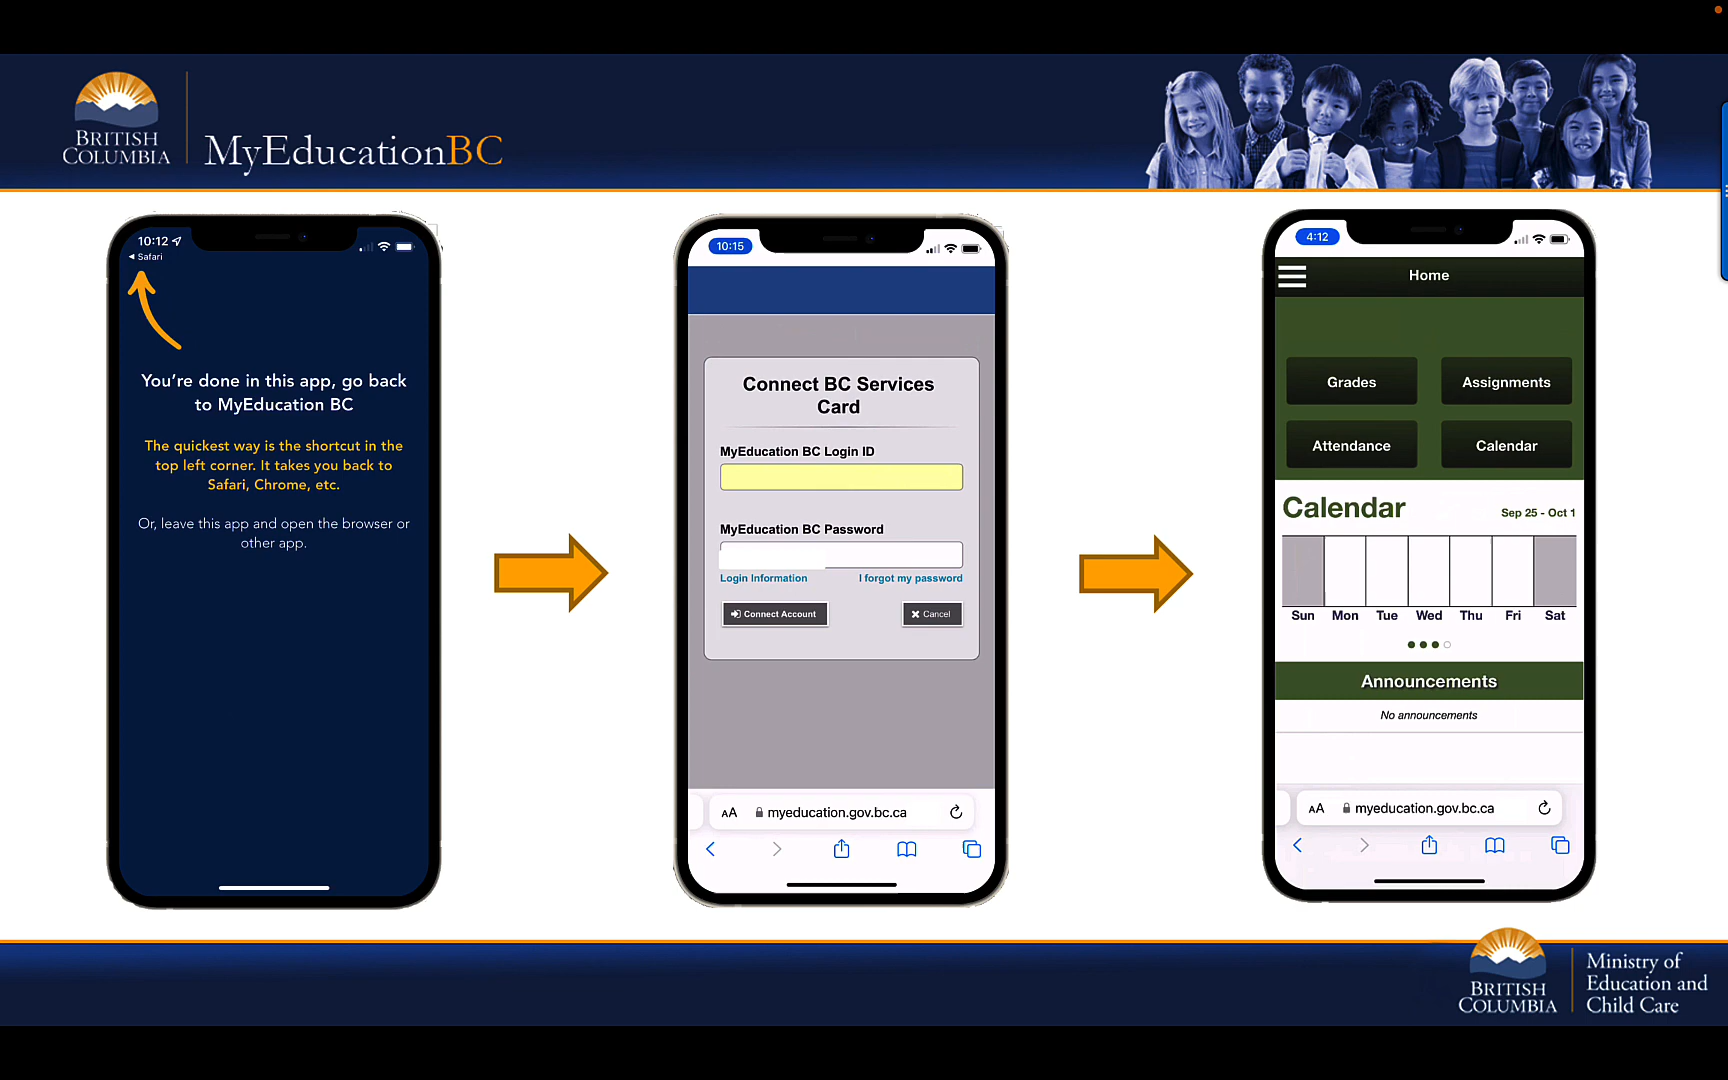 BRITISH
COLUMBIA
MyEducationBC
10:12
◀ Safari
You're done in this app, go back
to MyEducation BC
The quickest way is the shortcut in the
top left corner. It takes you back to
Safari, Chrome, etc.
Or, leave this app and open the browser or
other app.
10:15
Connect BC Services
Card
MyEducation BC Login ID
MyEducation BC Password
Login Information
I forgot my password
Connect Account
Cancel
AA
myeducation.gov.bc.ca
4:12
Home
Grades
Assignments
Attendance
Calendar
Calendar
Sep 25 - Oct 1
Sun Mon Tue Wed Thu Fri Sat
Announcements
No announcements
AA
myeducation.gov.bc.ca
BRITISH
COLUMBIA
Ministry of
Education and
Child Care